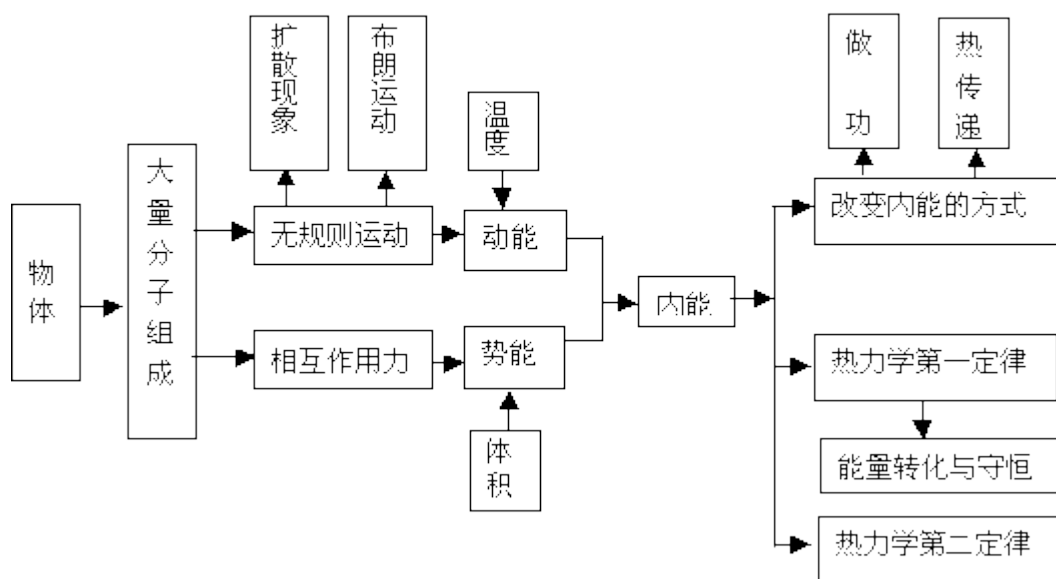 物体
大量分子组成
扩散现象
布朗运动
无规则运动
相互作用力
温度
动能
势能
体积
内能
做功
热传递
改变内能的方式
热力学第一定律
能量转化与守恒
热力学第二定律